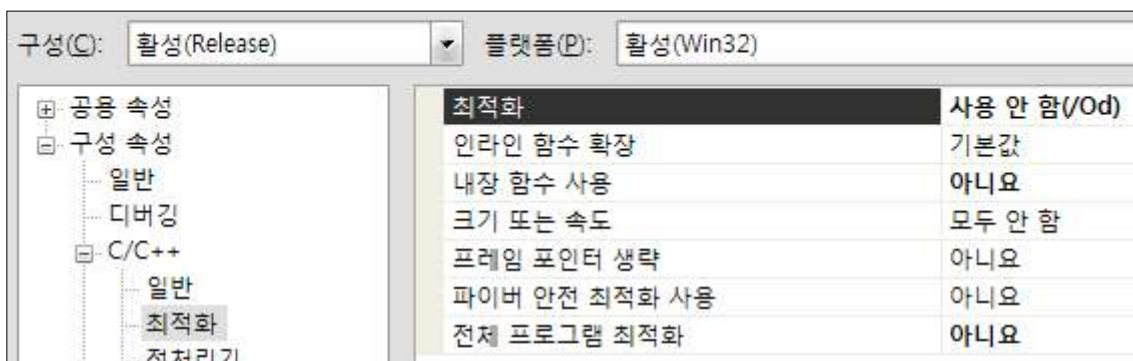 구성(C): 활성(Release) 플랫폼(P): 활성(Win32)
공용 속성
구성 속성
일반
디버깅
C/C++
일반
최적화
전처리기
최적화 사용 안 함(/Od)
인라인 함수 확장 기본값
내장 함수 사용 아니요
크기 또는 속도 모두 안 함
프레임 포인터 생략 아니요
파이버 안전 최적화 사용 아니요
전체 프로그램 최적화 아니요